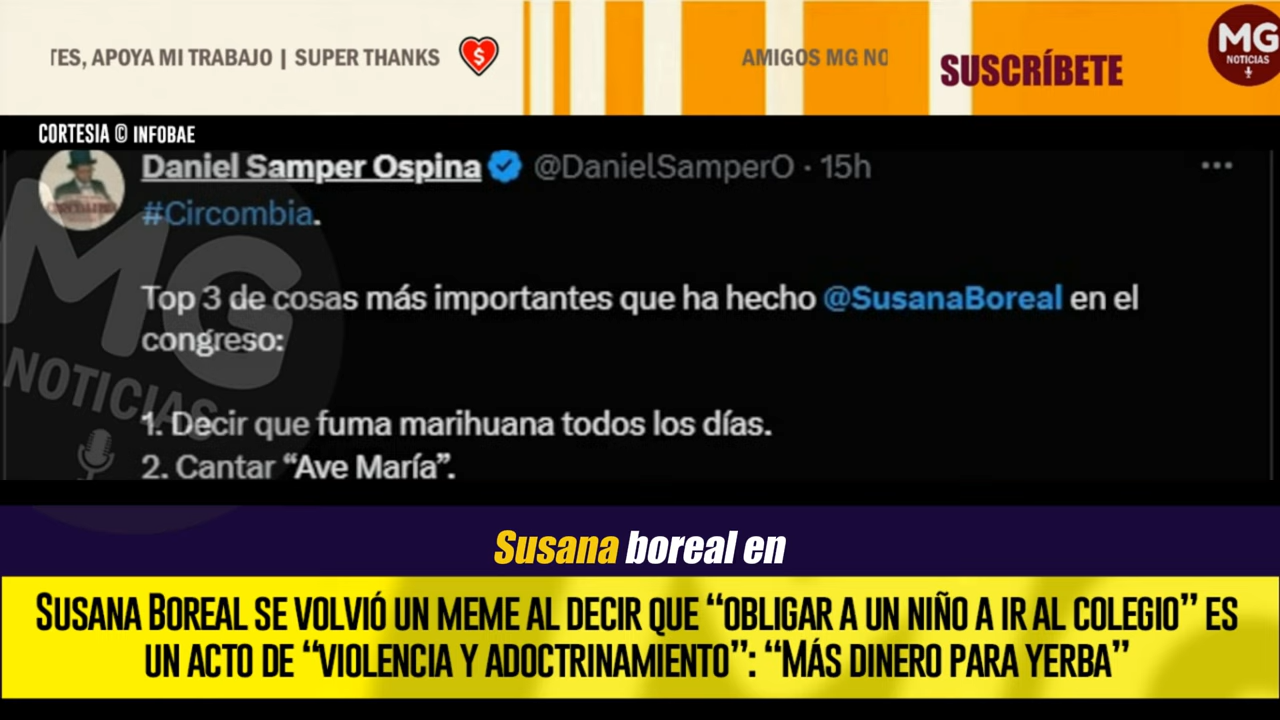 TES, APOYA MI TRABAJO | SUPER THANKS
AMIGOS MG NO
SUSCRÍBETE
MG
NOTICIAS
CORTESIA © INFOBAE
Daniel Samper Ospina @DanielSamperO · 15h
#Circombia.
Top 3 de cosas más importantes que ha hecho @SusanaBoreal en el
congreso:
1. Decir que fuma marihuana todos los días.
2. Cantar “Ave María”.
MG
NOTICIAS
Susana boreal en
SUSANA BOREAL SE VOLVIÓ UN MEME AL DECIR QUE “OBLIGAR A UN NIÑO A IR AL COLEGIO” ES
UN ACTO DE “VIOLENCIA Y ADOCTRINAMIENTO”: “MÁS DINERO PARA YERBA”